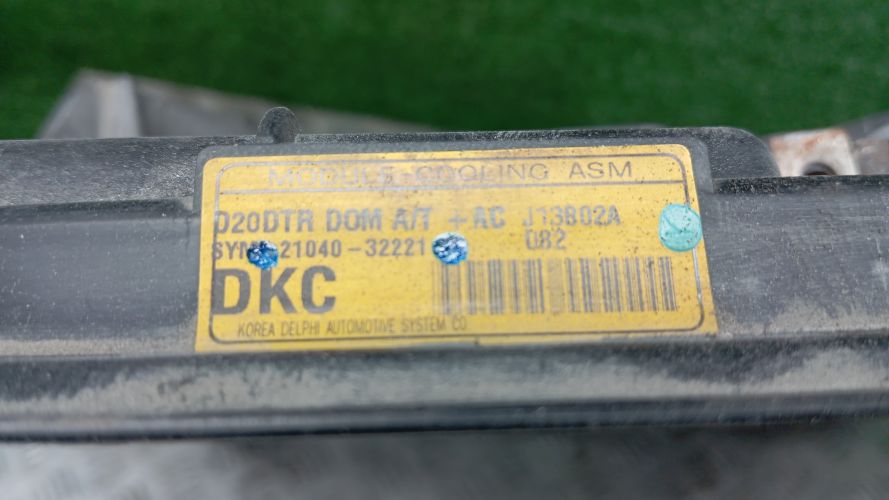 MODULE-COOLING ASM
D20DTR DOM A/T + AC J13B02A
21040-32221 082
DKC
KOREA DELPHI AUTOMOTIVE SYSTEM CO